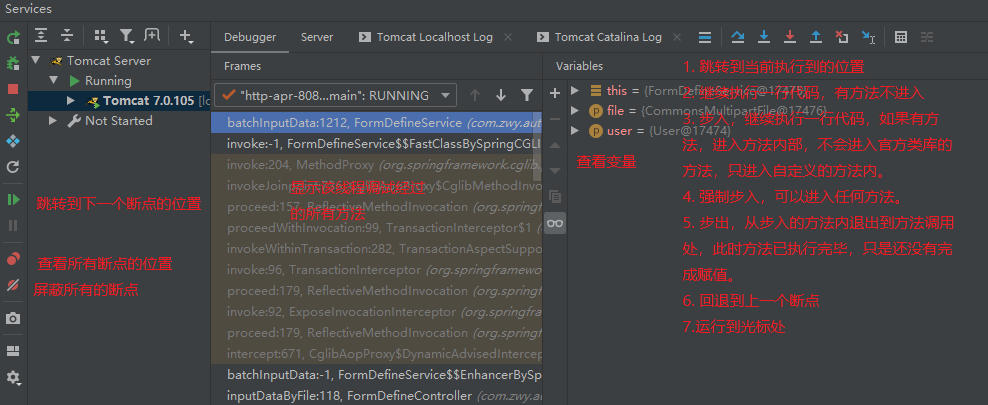 Services
Debugger Server Tomcat Localhost Log Tomcat Catalina Log
Tomcat Server
Running
Tomcat 7.0.105 [lo
Not Started
跳转到下一个断点的位置
查看所有断点的位置
屏蔽所有的断点
Frames
"http-apr-808...main": RUNNING
batchInputData:1212, FormDefineService (com.zwy.aut
invoke:-1, FormDefineService$$FastClassBySpringCGLI
invoke:204, MethodProxy (org.springframework.cglib.
invokeJoinpoint
Proxy$CglibMethodInvo
的所有方法
proceed:157, ReflectiveMethodInvocation (org.springf
proceedWithInvocation:99, TransactionInterceptor$1 (
invokeWithinTransaction:282, TransactionAspectSuppo
invoke:96, TransactionInterceptor (org.springframework
proceed:179, ReflectiveMethodInvocation (org.springf
invoke:92, ExposeInvocationInterceptor (org.springfra
proceed:179, ReflectiveMethodInvocation (org.springf
intercept:671, CglibAopProxy$DynamicAdvisedIntercep
batchInputData:-1, FormDefineService$$EnhancerBySp
inputDataByFile:118, FormDefineController (com.zwy.a
Variables
this = {FormDefineService@17475}
file = {CommonsMultipartFile@17476}
user = {User@17474}
查看变量
1. 跳转到当前执行到的位置
2. 继续执行一行代码，有方法不进入
3. 步入，继续执行一行代码，如果有方
法，进入方法内部，不会进入官方类库的
方法，只进入自定义的方法内。
4. 强制步入，可以进入任何方法。
5. 步出，从步入的方法内退出到方法调用
处，此时方法已执行完毕，只是还没有完
成赋值。
6. 回退到上一个断点
7.运行到光标处